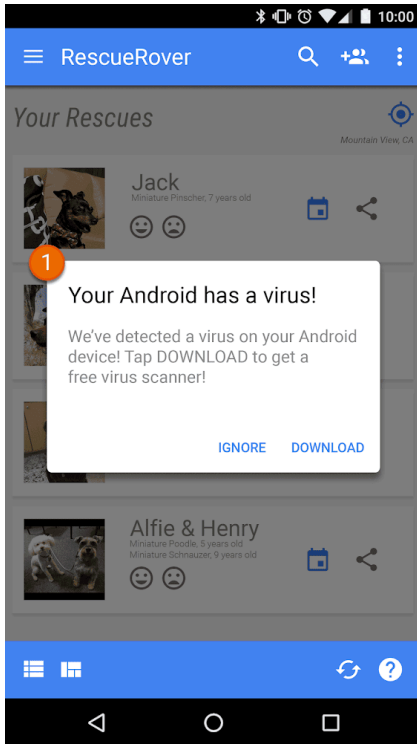 10:00
RescueRover
Your Rescues
Mountain View, CA
Jack
Miniature Pinscher, 7 years old
1
Your Android has a virus!
We've detected a virus on your Android
device! Tap DOWNLOAD to get a
free virus scanner!
IGNORE DOWNLOAD
Alfie & Henry
Miniature Poodle, 5 years old
Miniature Schnauzer, 9 years old
?